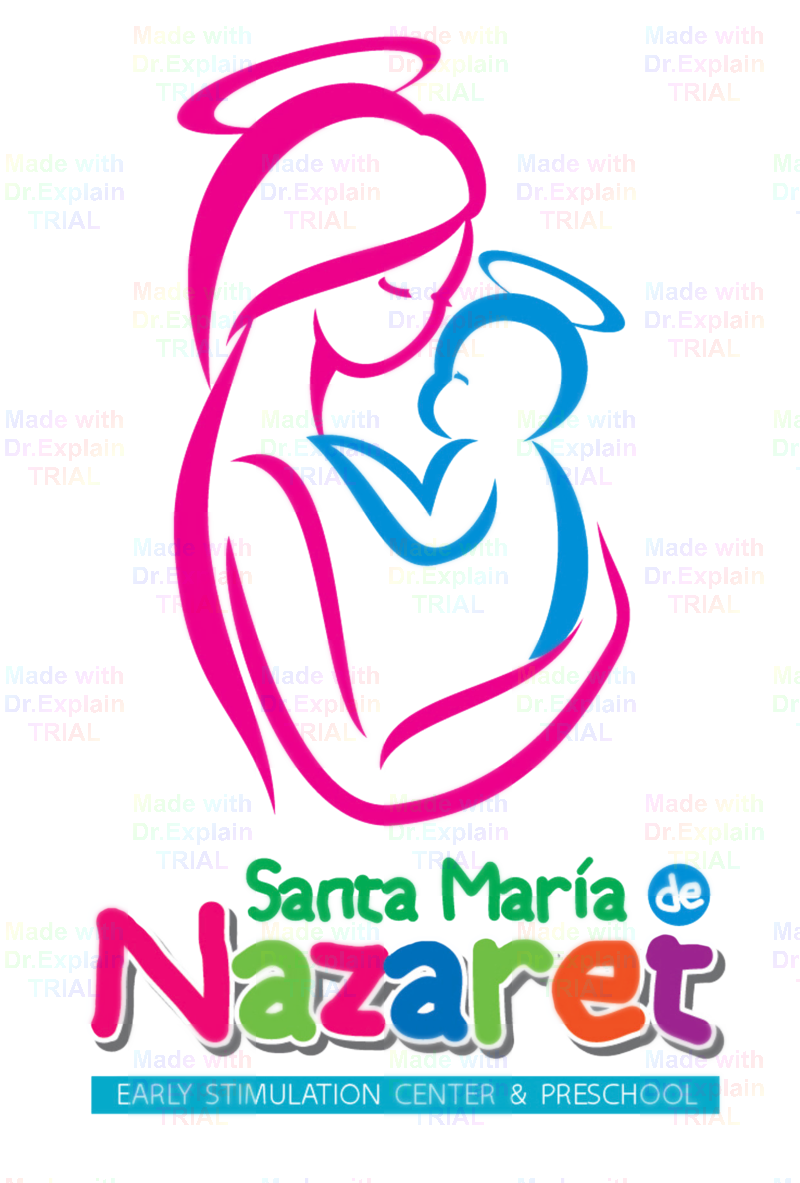 Santa María de
Nazaret
EARLY STIMULATION CENTER & PRESCHOOL
Made with
Dr.Explain
TRIAL